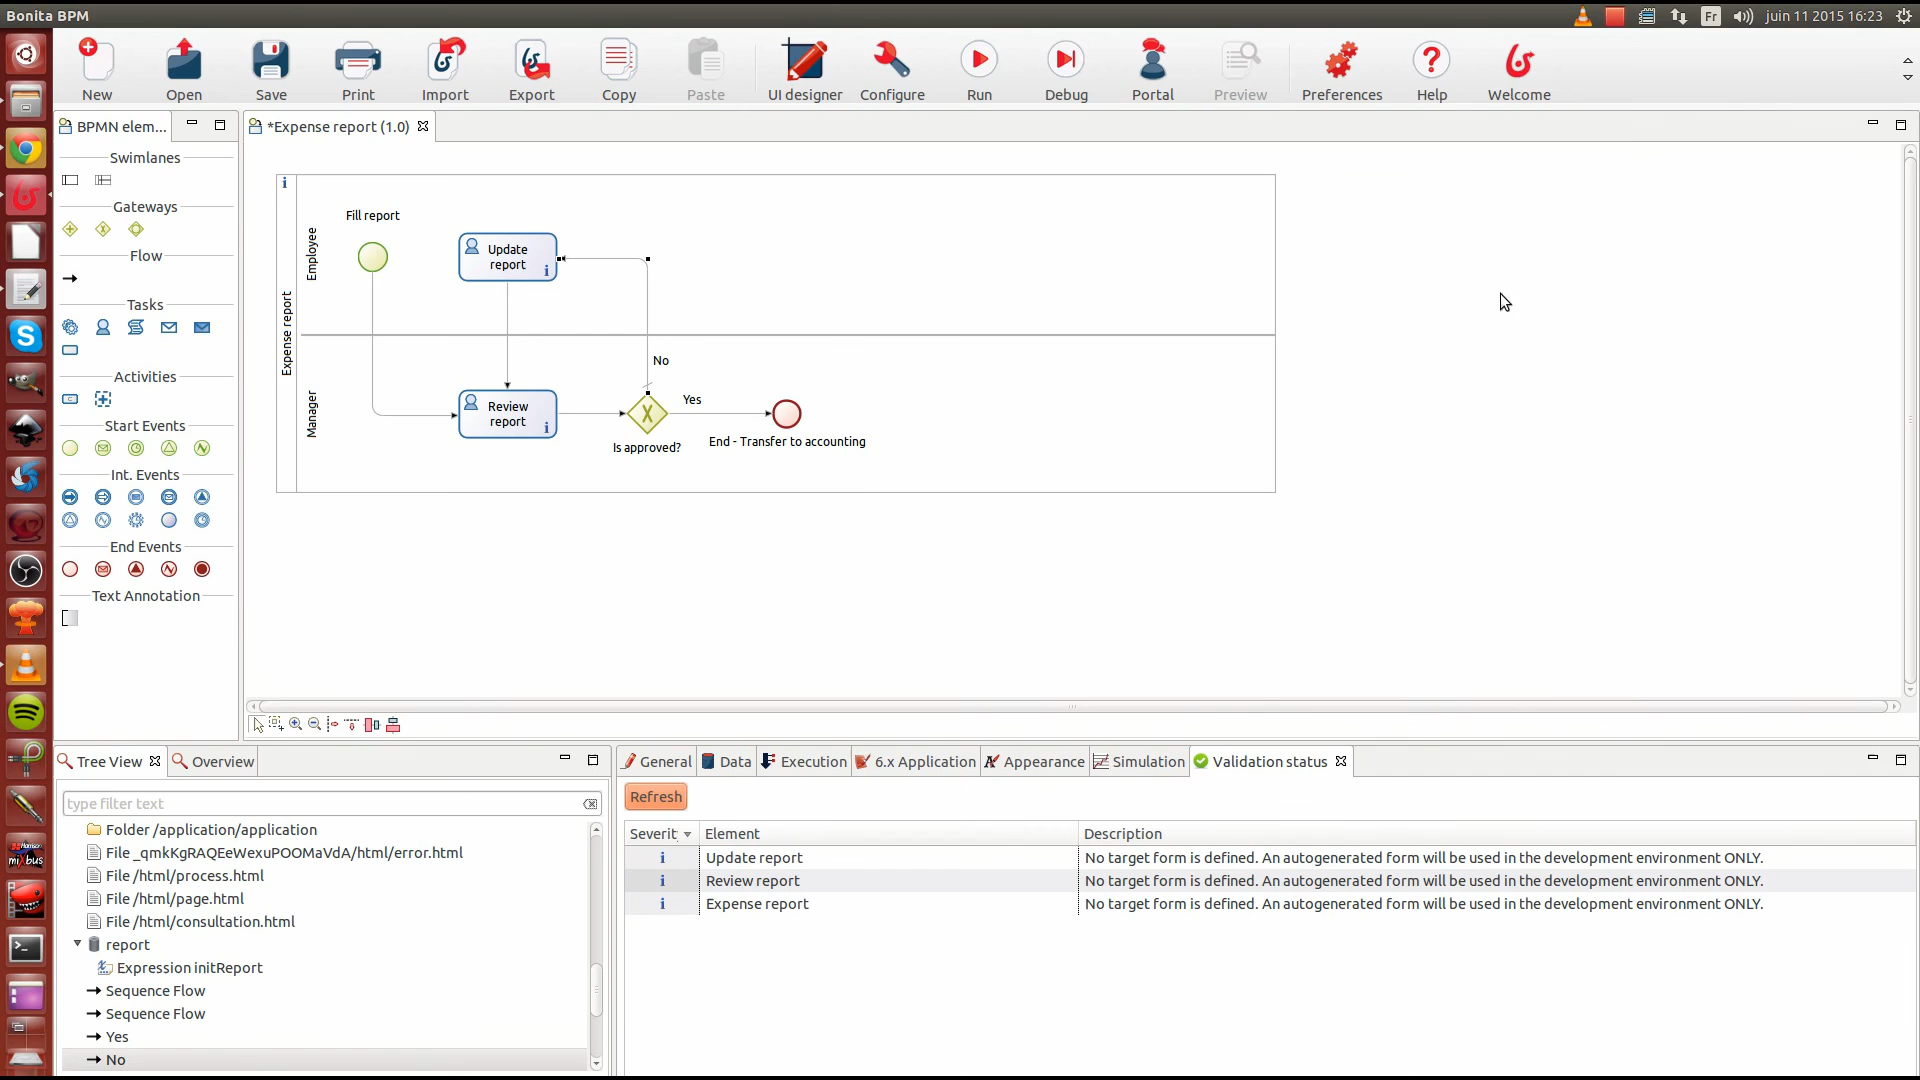 Bonita BPM
Fr juin 11 2015 16:23
New Open Save Print Import Export Copy Paste UI designer Configure Run Debug Portal Preview Preferences Help Welcome
BPMN elem...
*Expense report (1.0)
Swimlanes
Gateways
Flow
Tasks
Activities
Start Events
Int. Events
End Events
Text Annotation
Expense report
Employee
Fill report
Update
report
No
Manager
Review
report
Yes
Is approved?
End - Transfer to accounting
Tree View Overview
type filter text
Folder /application/application
File _qmkKgRAQEeWexuPOOMaVdA/html/error.html
File /html/process.html
File /html/page.html
File /html/consultation.html
report
Expression initReport
Sequence Flow
Sequence Flow
Yes
No
General Data Execution 6.x Application Appearance Simulation Validation status
Refresh
Severity Element Description
Update report No target form is defined. An autogenerated form will be used in the development environment ONLY.
Review report No target form is defined. An autogenerated form will be used in the development environment ONLY.
Expense report No target form is defined. An autogenerated form will be used in the development environment ONLY.